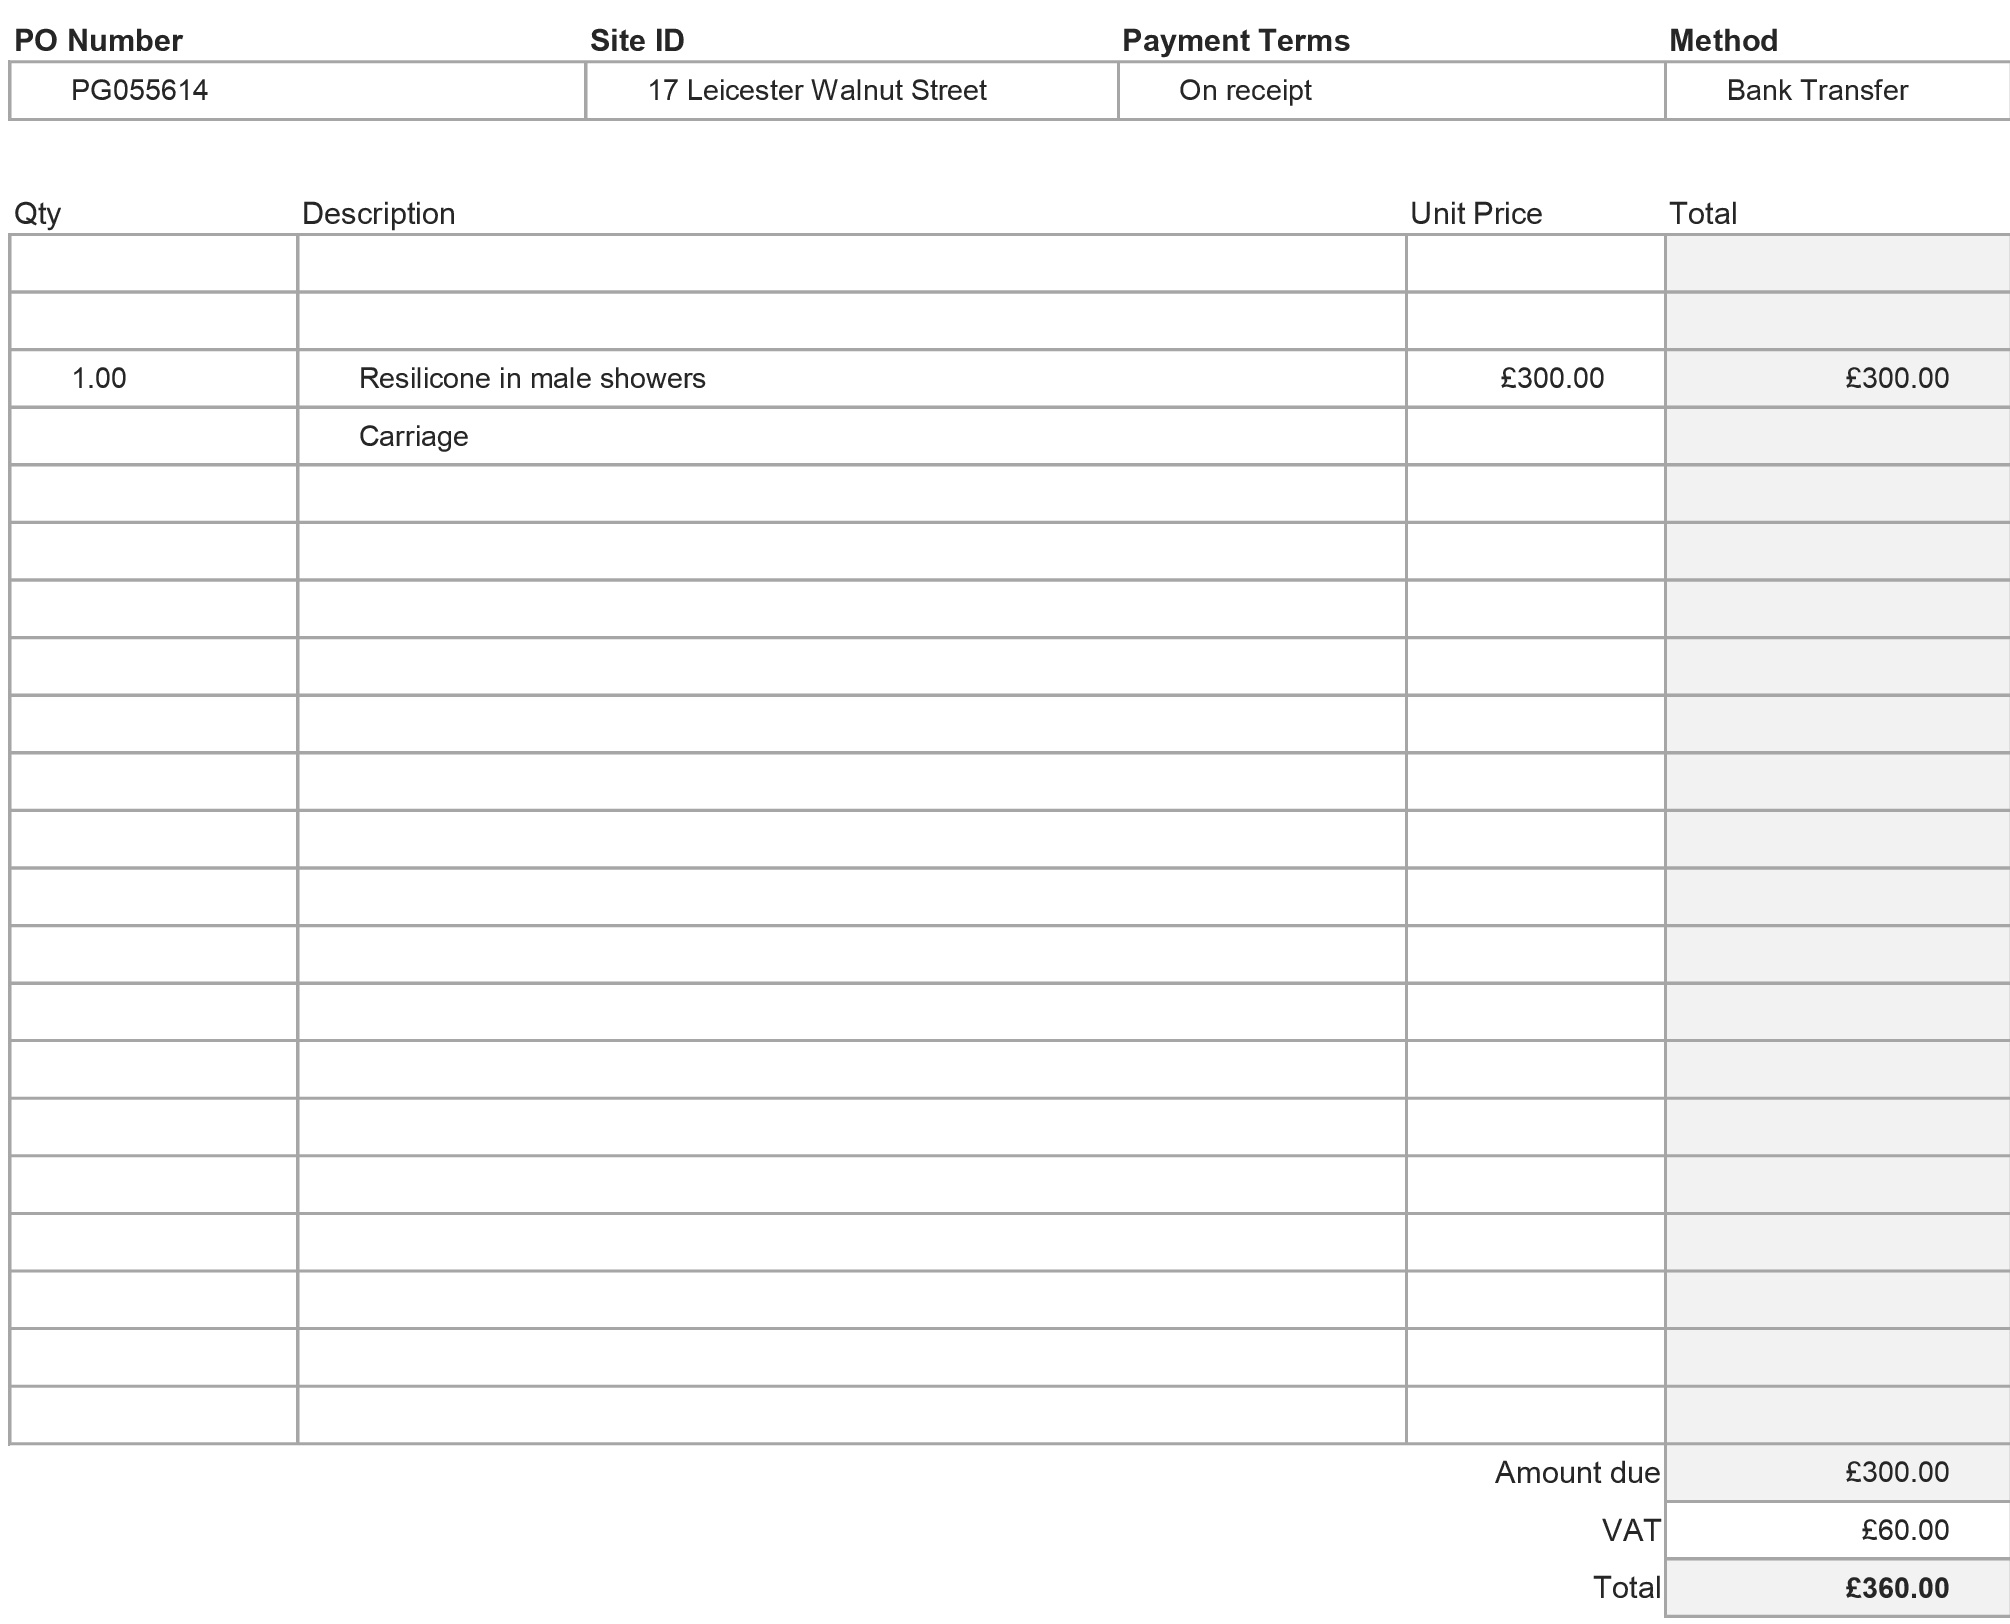 PO Number Site ID Payment Terms Method
PG055614 17 Leicester Walnut Street On receipt Bank Transfer
Qty Description Unit Price Total
1.00 Resilicone in male showers £300.00 £300.00
Carriage
Amount due £300.00
VAT £60.00
Total £360.00